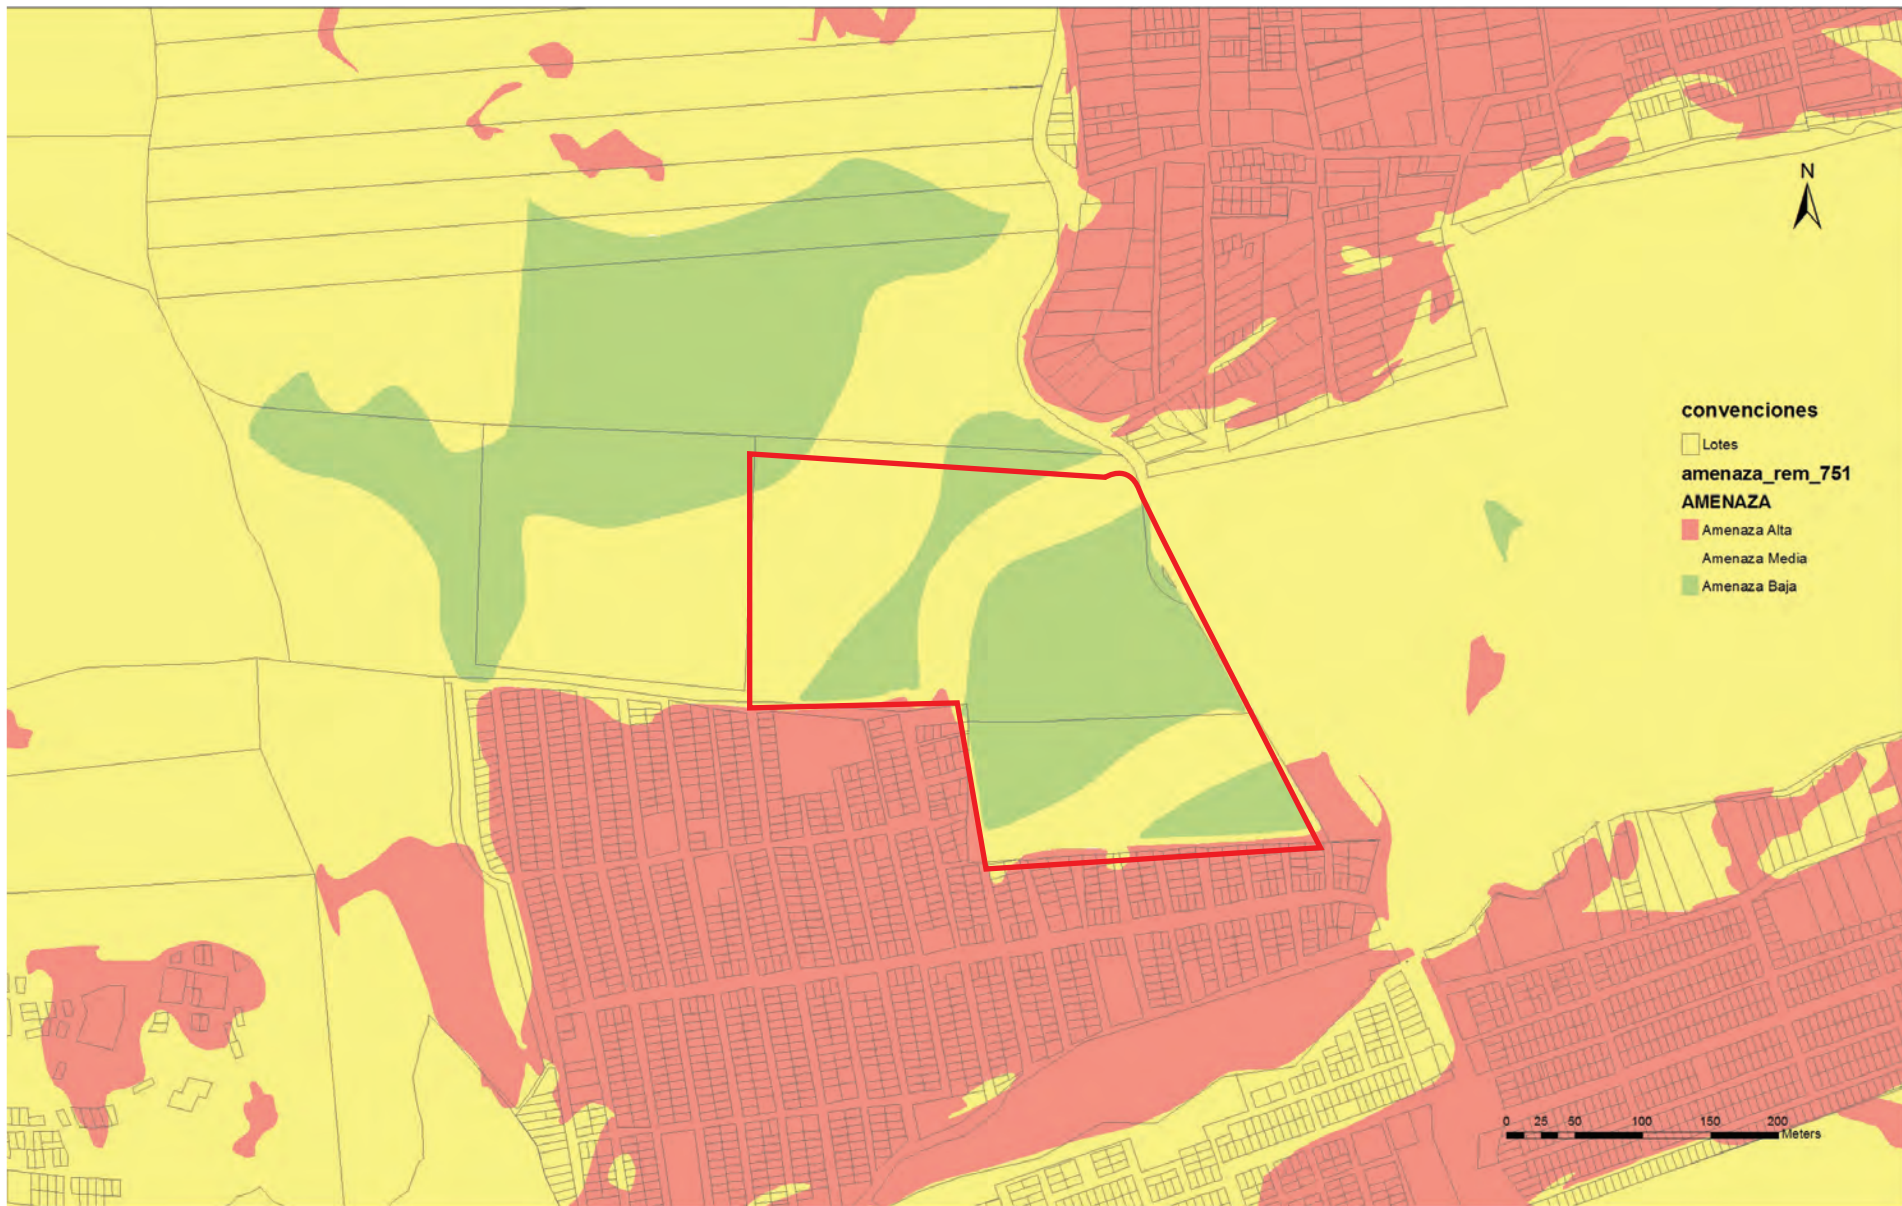 N
convenciones
Lotes
amenaza_rem_751
AMENAZA
Amenaza Alta
Amenaza Media
Amenaza Baja
0 25 50 100 150 200
Meters